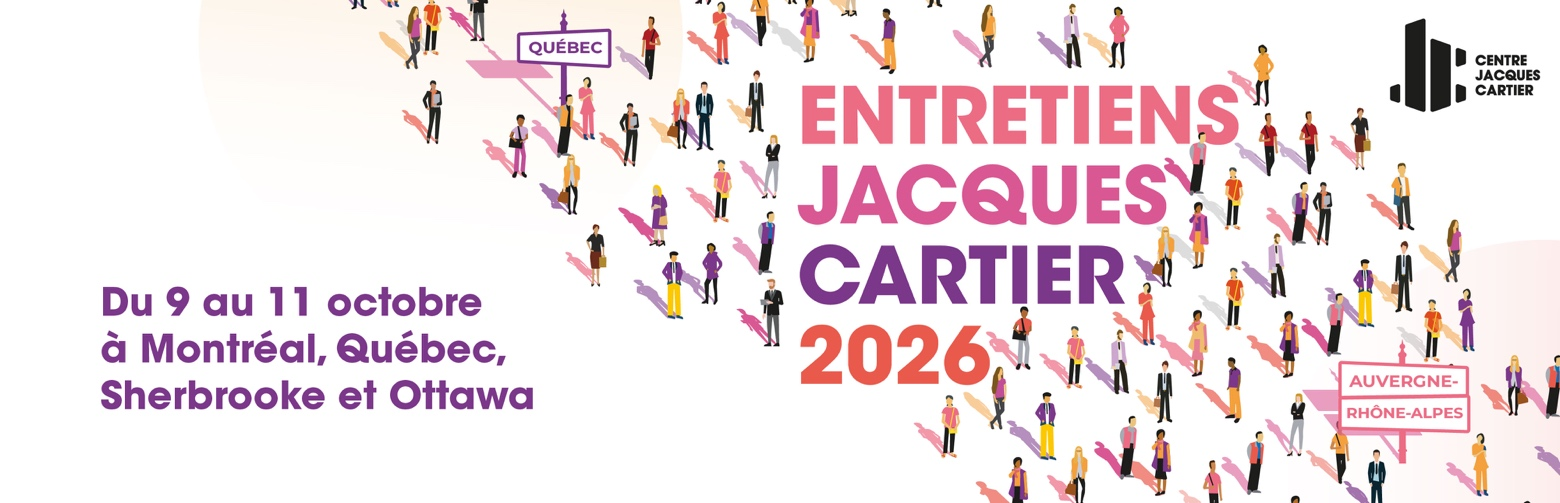 QUÉBEC
ENTRETIENS
JACQUES
CARTIER
2026
CENTRE
JACQUES
CARTIER
Du 9 au 11 octobre
à Montréal, Québec,
Sherbrooke et Ottawa
AUVERGNE-
RHÔNE-ALPES